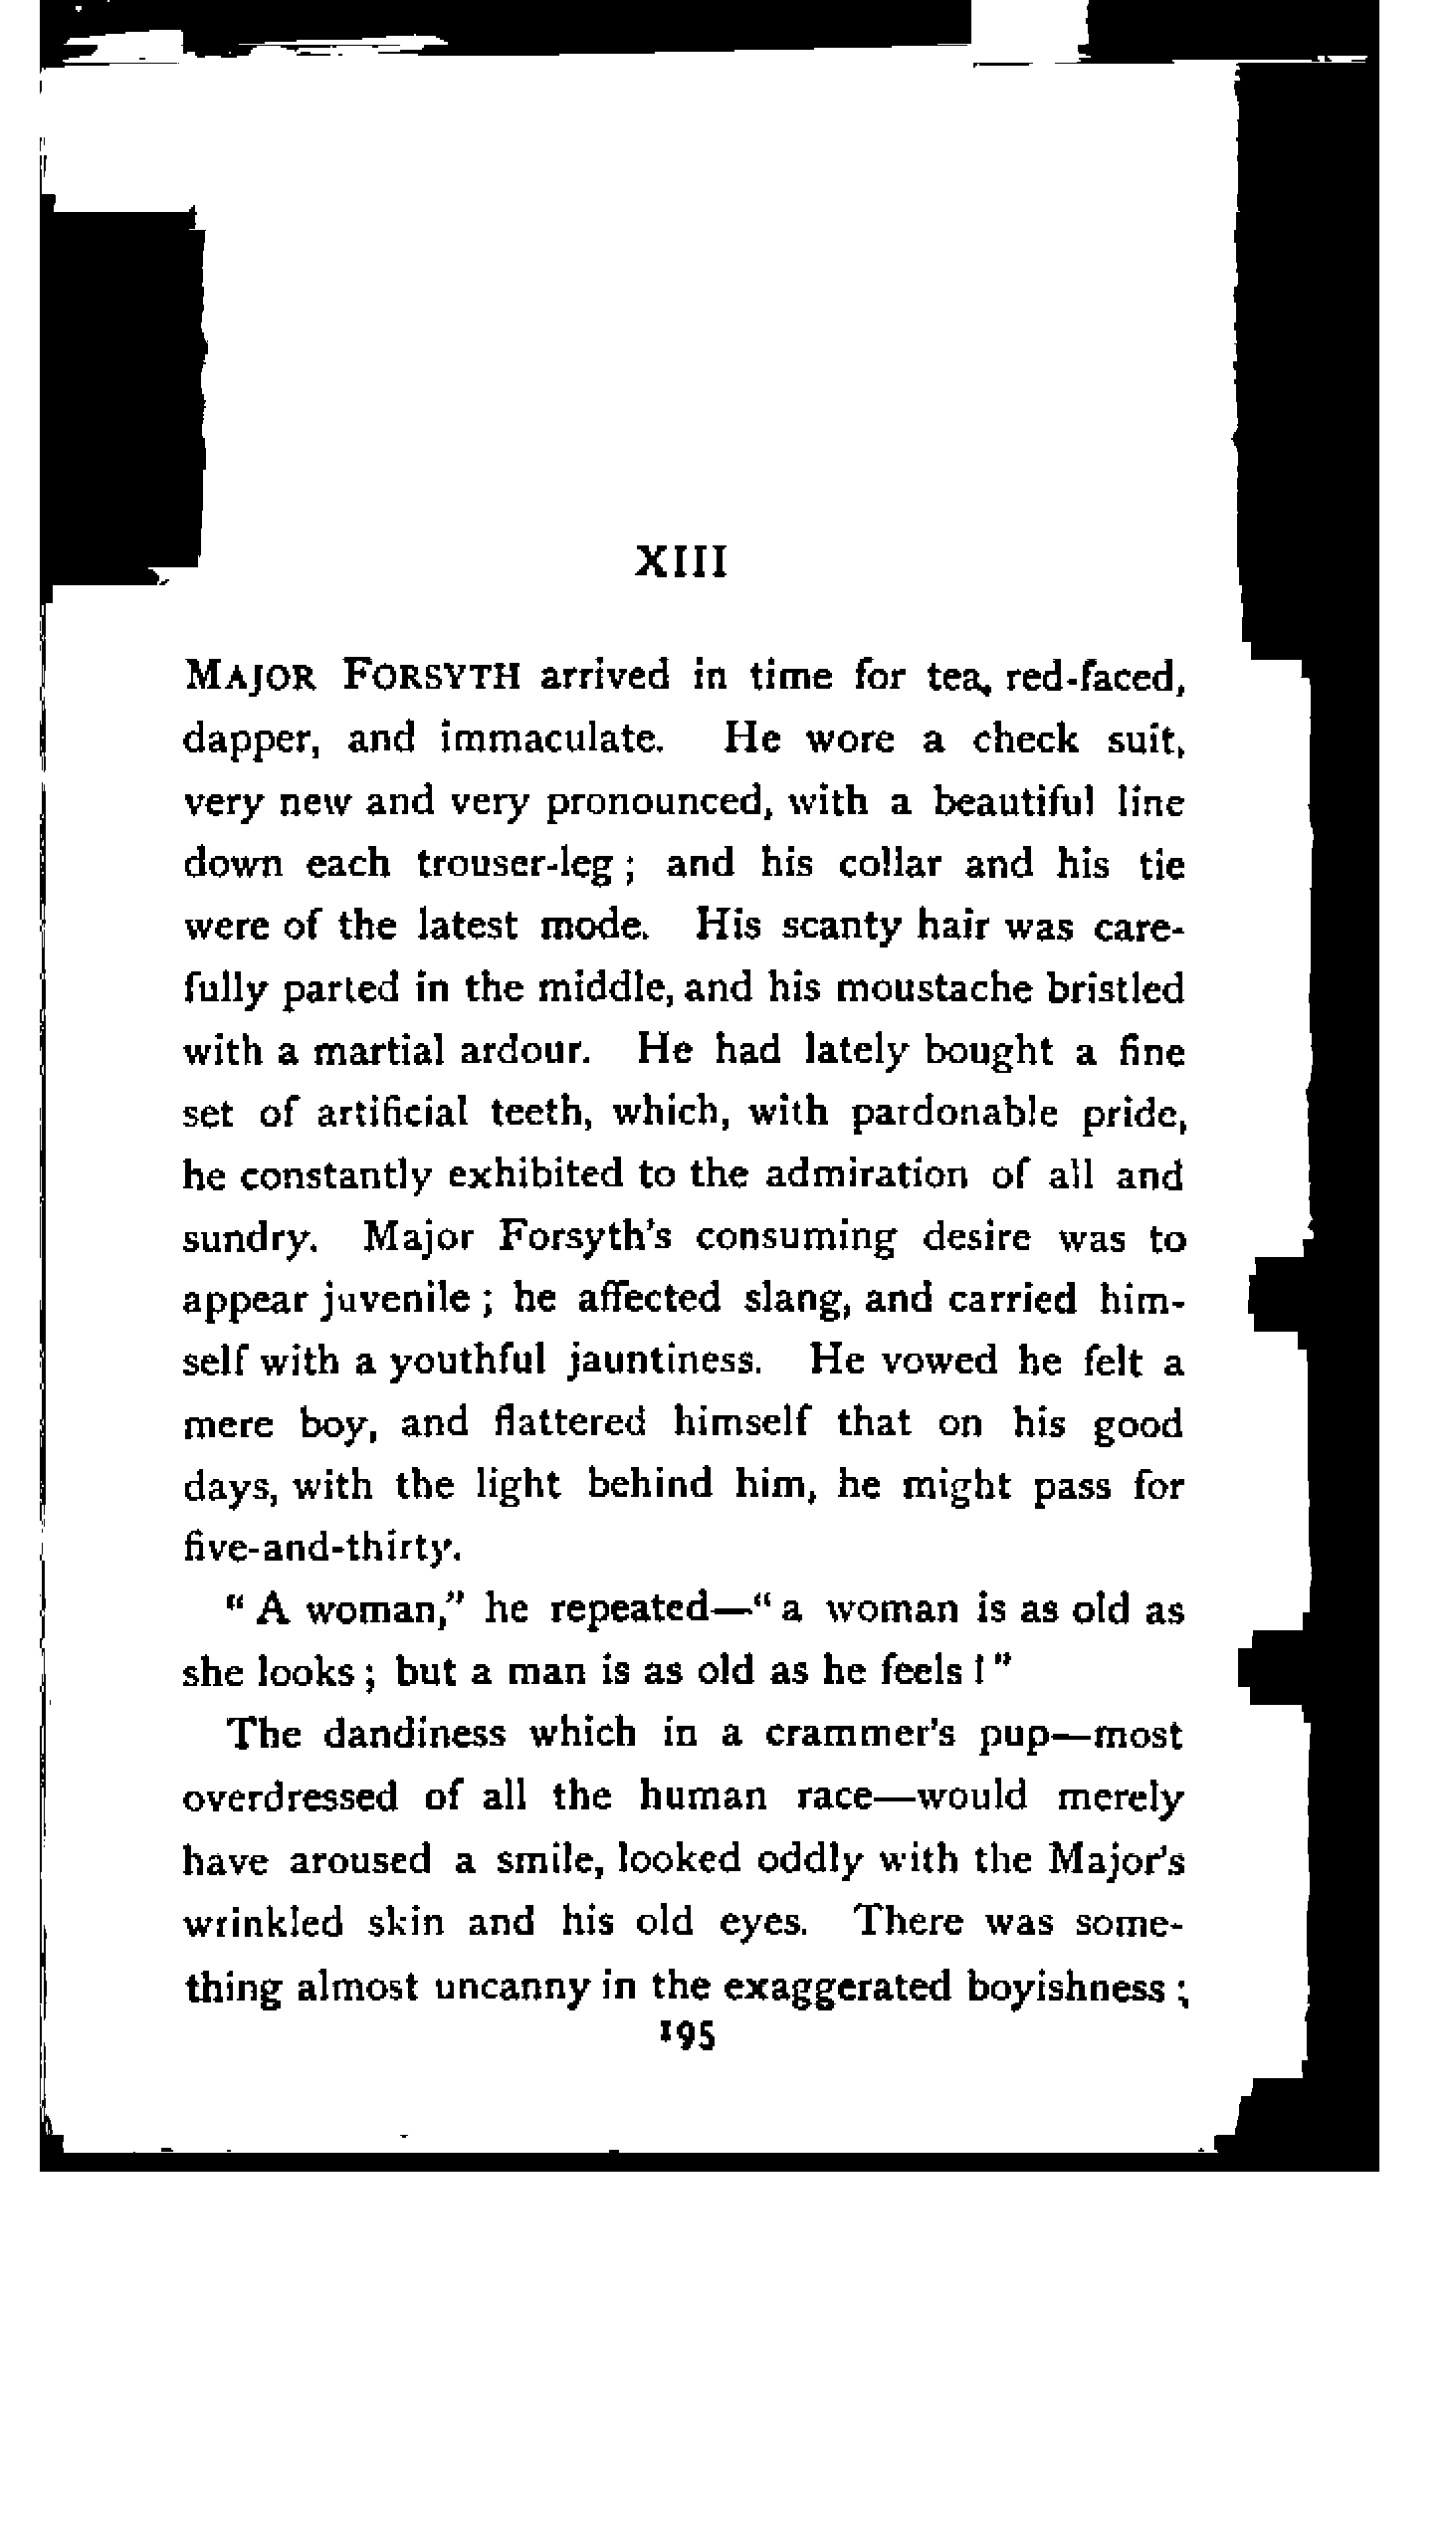 XIII
MAJOR FORSYTH arrived in time for tea, red-faced,
dapper, and immaculate. He wore a check suit,
very new and very pronounced, with a beautiful line
down each trouser-leg; and his collar and his tie
were of the latest mode. His scanty hair was care-
fully parted in the middle, and his moustache bristled
with a martial ardour. He had lately bought a fine
set of artificial teeth, which, with pardonable pride,
he constantly exhibited to the admiration of all and
sundry. Major Forsyth's consuming desire was to
appear juvenile; he affected slang, and carried him-
self with a youthful jauntiness. He vowed he felt a
mere boy, and flattered himself that on his good
days, with the light behind him, he might pass for
five-and-thirty.
"A woman," he repeated—"a woman is as old as
she looks; but a man is as old as he feels!"
The dandiness which in a crammer's pup—most
overdressed of all the human race—would merely
have aroused a smile, looked oddly with the Major's
wrinkled skin and his old eyes. There was some-
thing almost uncanny in the exaggerated boyishness;
195